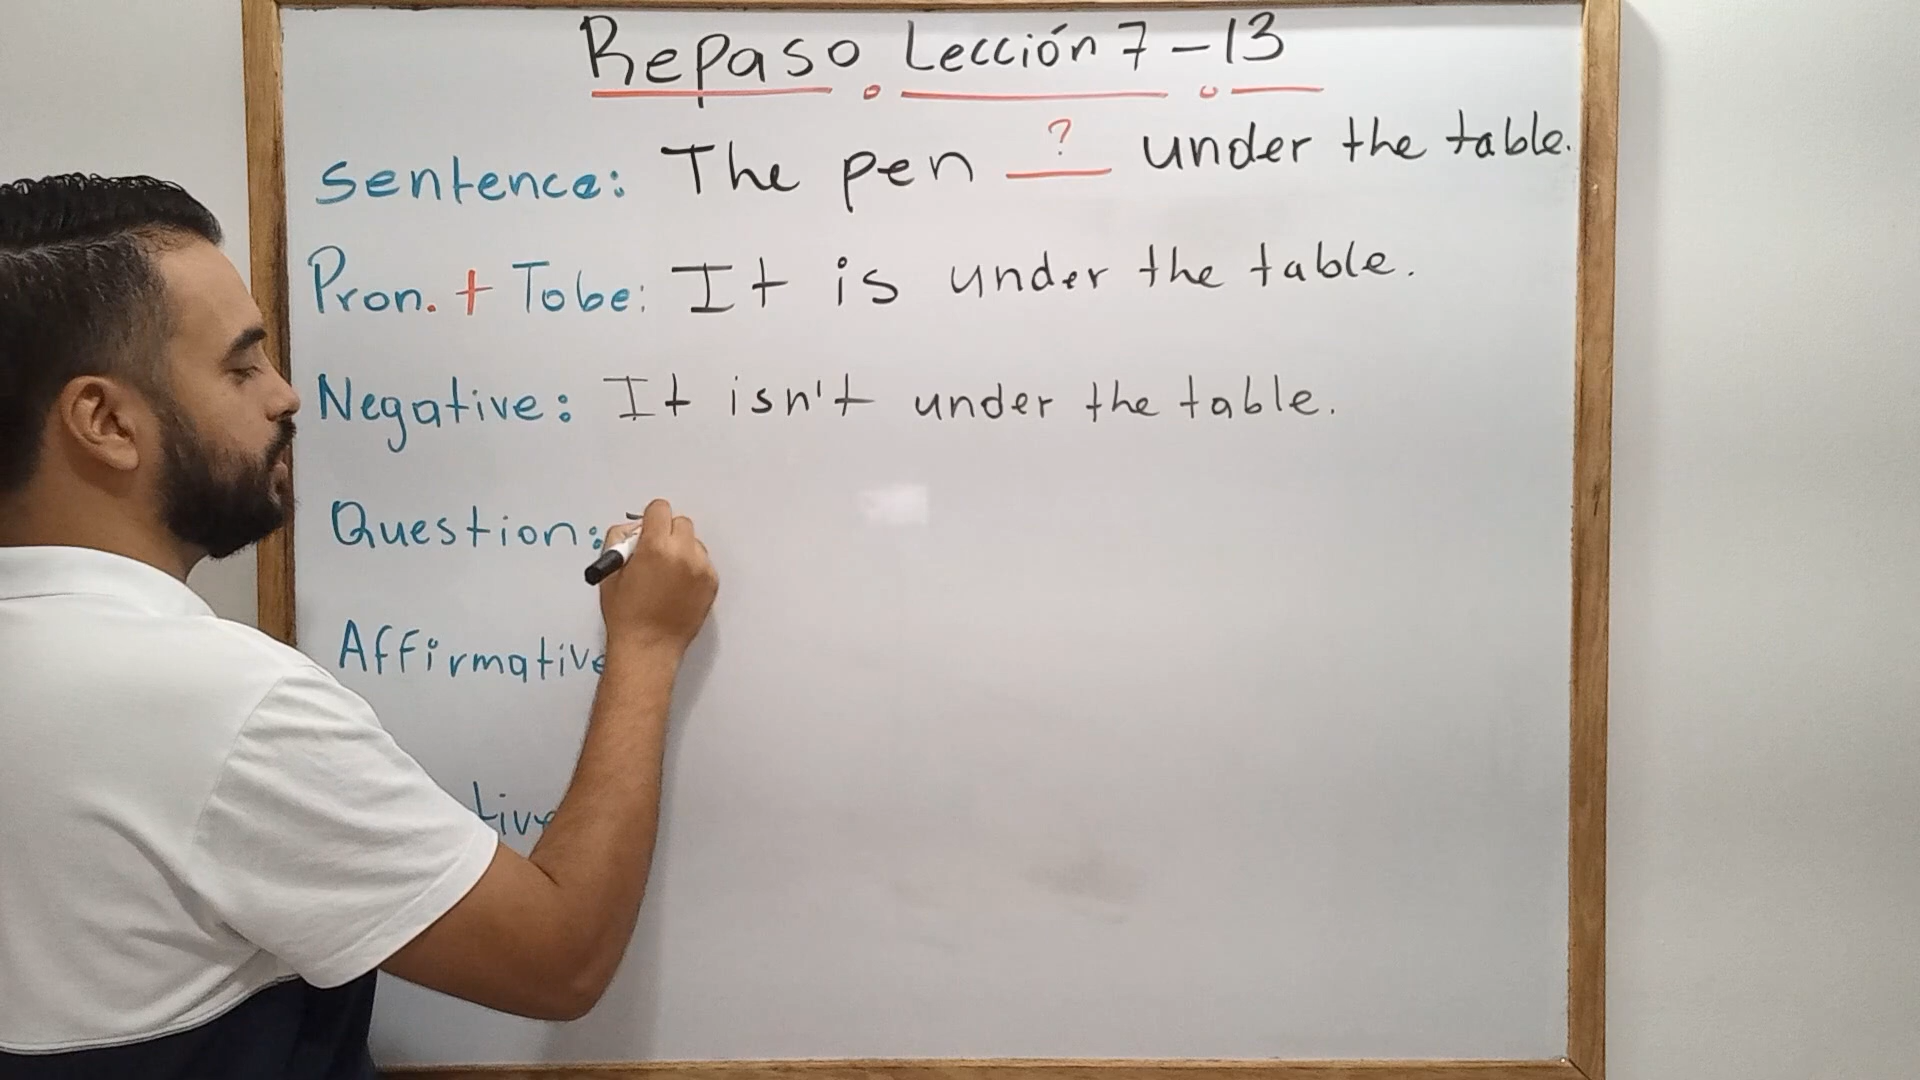 Repaso Lección 7-13
Sentence: The pen ? under the table.
Pron. + Tobe: It is under the table.
Negative: It isn't under the table.
Question:
Affirmative